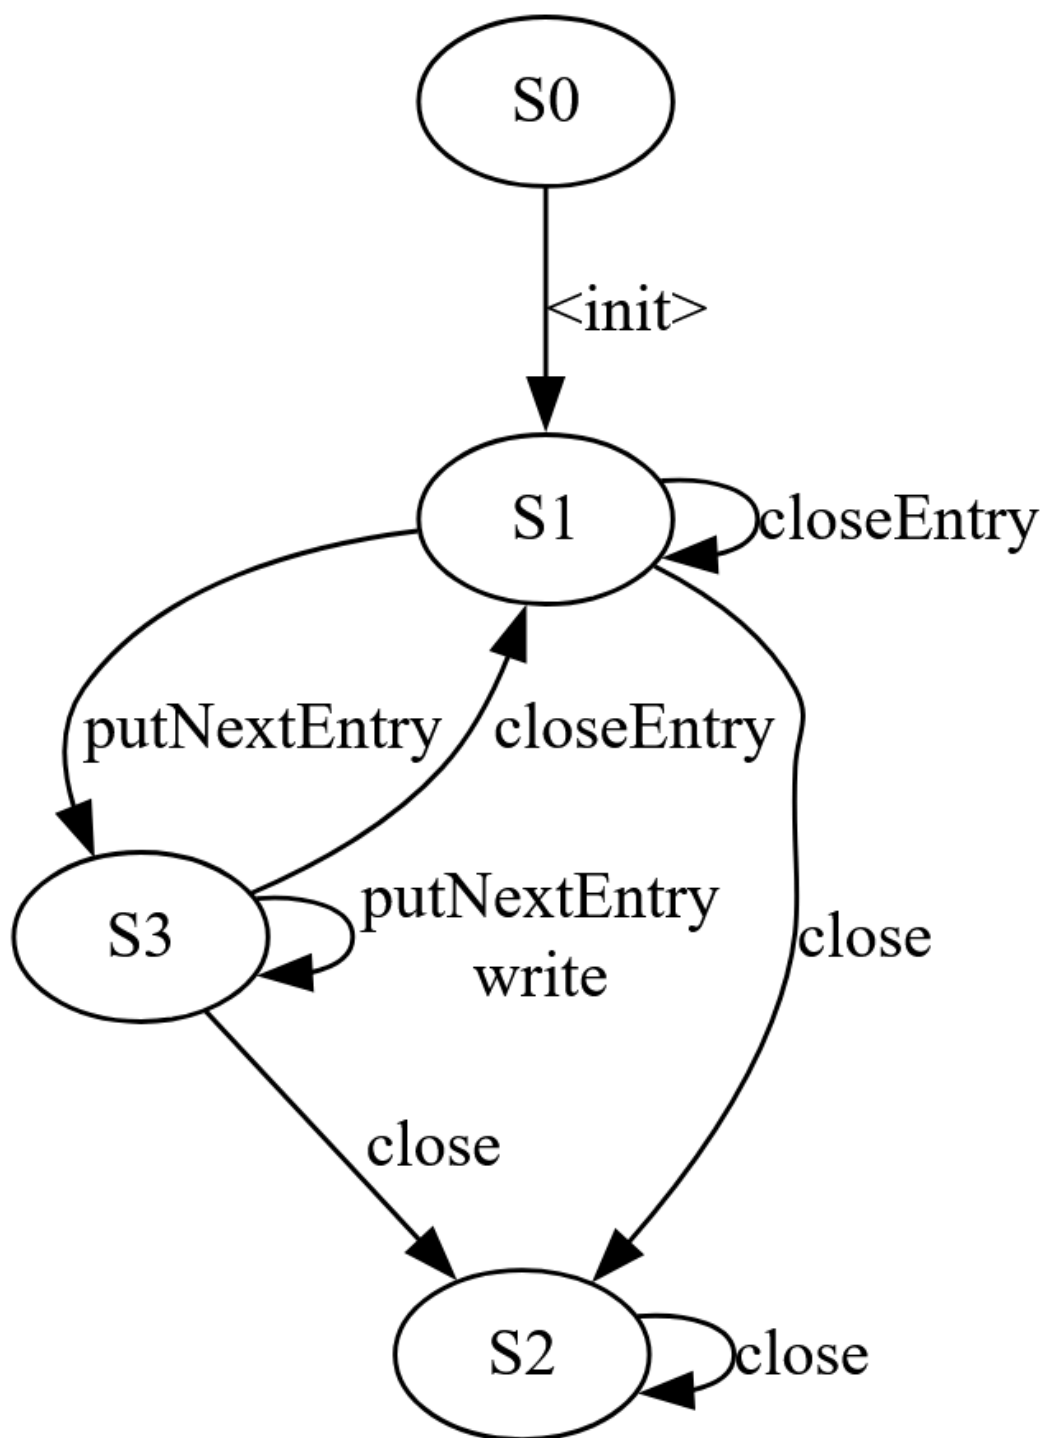 S0
<init>
S1
closeEntry
putNextEntry
closeEntry
S3
putNextEntry
write
close
close
S2
close